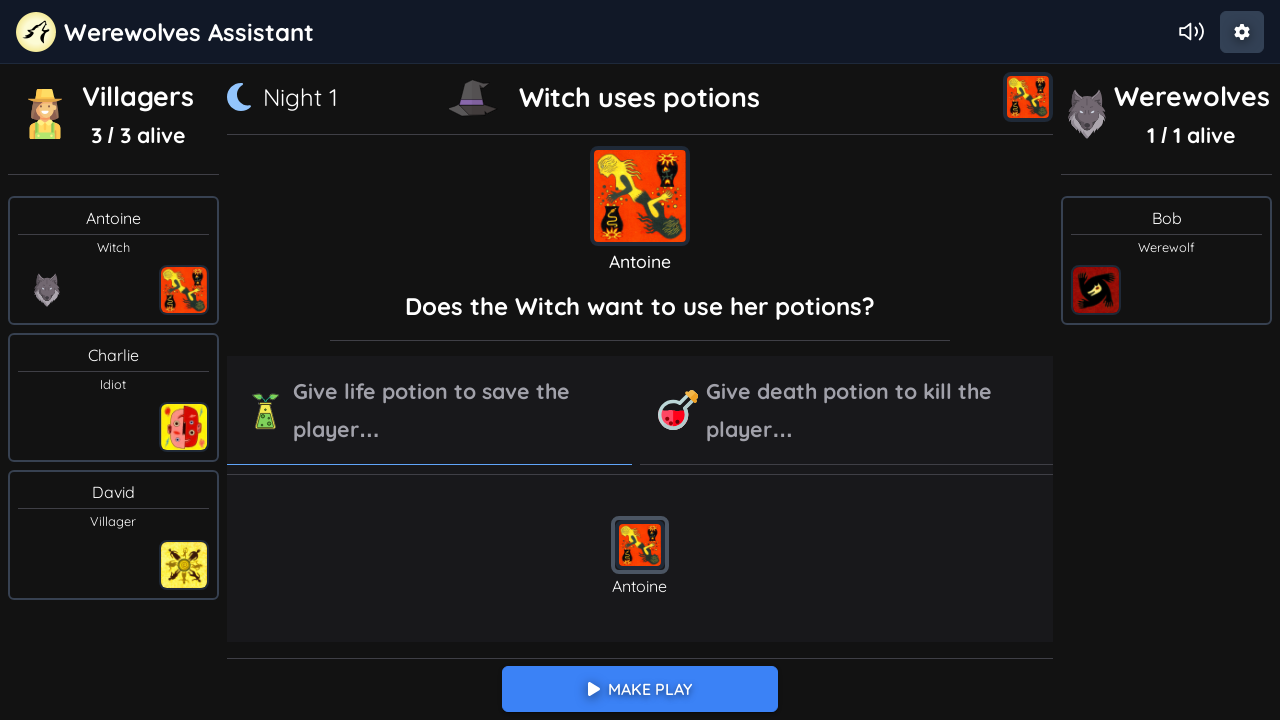 Werewolves Assistant
Villagers
3 / 3 alive
Antoine
Witch
Charlie
Idiot
David
Villager
Night 1
Witch uses potions
Antoine
Does the Witch want to use her potions?
Give life potion to save the
player...
Give death potion to kill the
player...
Antoine
MAKE PLAY
Werewolves
1 / 1 alive
Bob
Werewolf